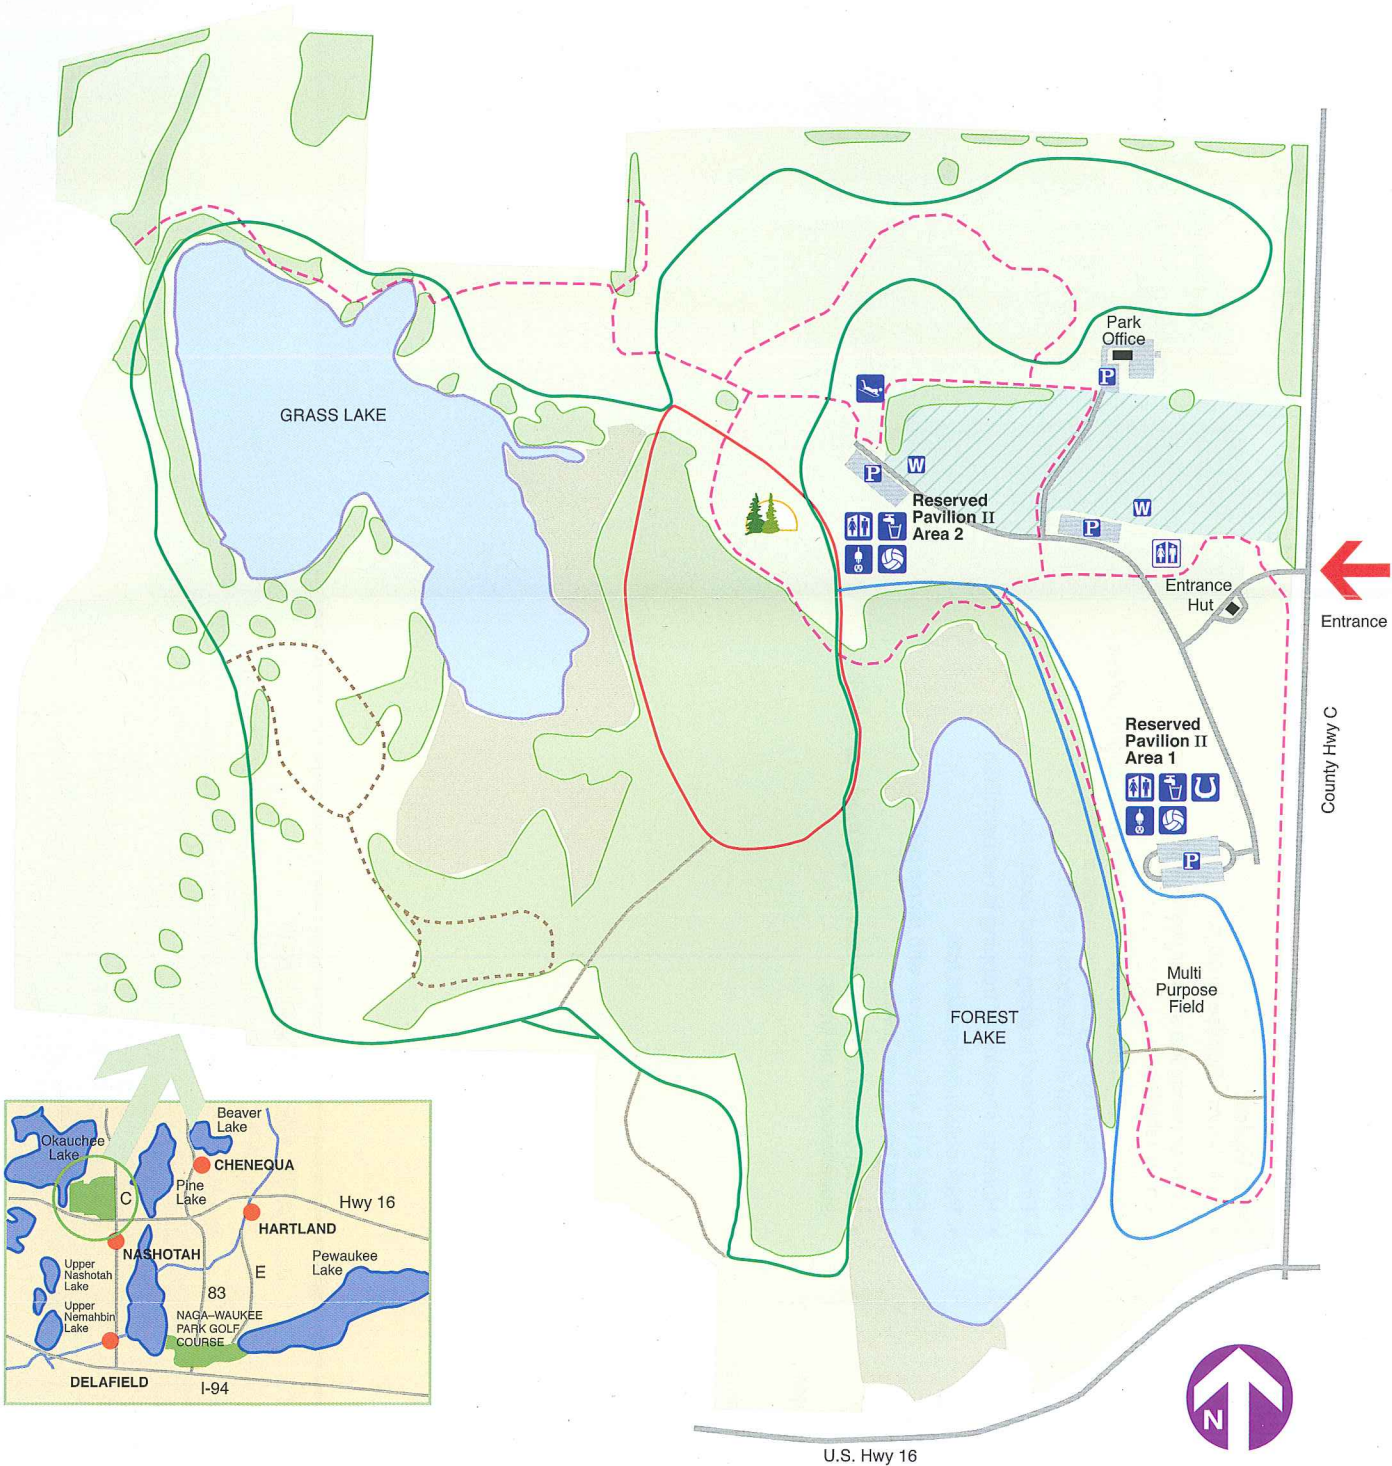 Park
Office
P
GRASS LAKE
P
W
Reserved
Pavilion II
Area 2
W
P
Entrance
Hut
Entrance
County Hwy C
Reserved
Pavilion II
Area 1
P
Multi
Purpose
Field
FOREST
LAKE
Beaver
Lake
Okauchee
Lake
CHENEQUA
Pine
Lake
C
Hwy 16
HARTLAND
NASHOTAH
Pewaukee
Lake
Upper
Nashotah
Lake
E
83
Upper
Nemahbin
Lake
NAGA–WAUKEE
PARK GOLF
COURSE
DELAFIELD
I-94
N
U.S. Hwy 16